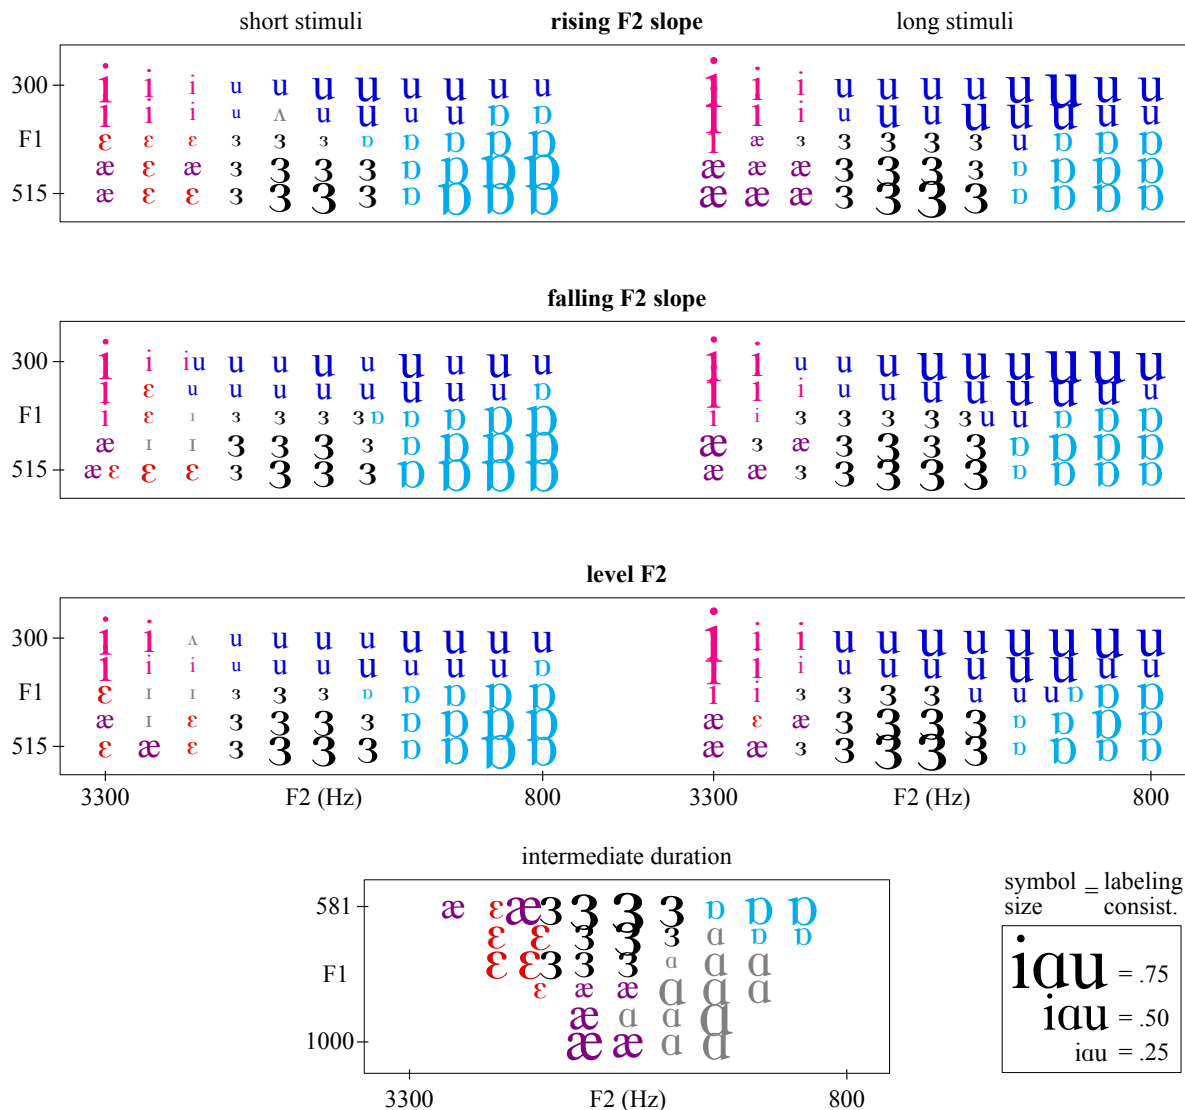 short stimuli rising F2 slope long stimuli
300 i i i u u u u u u u u i i i u u u u u u u u
i i i u ʌ u u u u ɒ ɒ i i i u u u u u u u u
F1 ɛ ɛ ɛ ɜ ɜ ɜ ɒ ɒ ɒ ɒ ɒ i æ ɜ ɜ ɜ ɜ ɜ u ɒ ɒ ɒ
æ ɛ æ ɜ ɜ ɜ ɜ ɒ ɒ ɒ ɒ æ æ æ ɜ ɜ ɜ ɜ ɒ ɒ ɒ ɒ
515 æ ɛ ɛ ɜ ɜ ɜ ɜ ɒ ɒ ɒ ɒ æ æ æ ɜ ɜ ɜ ɜ ɒ ɒ ɒ ɒ
falling F2 slope
300 i i iu u u u u u u u u i i u u u u u u u u u
i ɛ u u u u u u u u ɒ i i i u u u u u u u u
F1 i ɛ ɪ ɜ ɜ ɜ ɜ ɒ ɒ ɒ ɒ ɒ i i ɜ ɜ ɜ ɜ ɜ u u ɒ ɒ ɒ
æ ɪ ɪ ɜ ɜ ɜ ɜ ɒ ɒ ɒ ɒ æ ɜ æ ɜ ɜ ɜ ɜ ɒ ɒ ɒ ɒ
515 æ ɛ ɛ ɛ ɜ ɜ ɜ ɜ ɒ ɒ ɒ ɒ æ æ ɜ ɜ ɜ ɜ ɜ ɒ ɒ ɒ ɒ
level F2
300 i i ʌ u u u u u u u u i i i u u u u u u u u
i i i u u u u u u u ɒ i i i u u u u u u u u
F1 ɛ ɪ ɪ ɜ ɜ ɜ ɒ ɒ ɒ ɒ ɒ i i ɜ ɜ ɜ ɜ u u u ɒ ɒ ɒ
æ ɪ ɛ ɜ ɜ ɜ ɜ ɒ ɒ ɒ ɒ æ ɛ æ ɜ ɜ ɜ ɜ ɒ ɒ ɒ ɒ
515 ɛ æ ɛ ɜ ɜ ɜ ɜ ɒ ɒ ɒ ɒ æ æ ɜ ɜ ɜ ɜ ɜ ɒ ɒ ɒ ɒ
3300 F2 (Hz) 800 3300 F2 (Hz) 800
intermediate duration
581 æ ɛ æ ɜ ɜ ɜ ɜ ɒ ɒ ɒ
ɛ ɛ ɜ ɜ ɜ ɑ ɒ ɒ
F1 ɛ ɛ ɜ ɜ ɜ ɑ ɑ ɑ
ɛ æ æ ɑ ɑ ɑ
æ ɑ ɑ ɑ
1000 æ æ ɑ ɑ
3300 F2 (Hz) 800
symbol size = labeling consist.
iɑu = .75
iɑu = .50
iɑu = .25